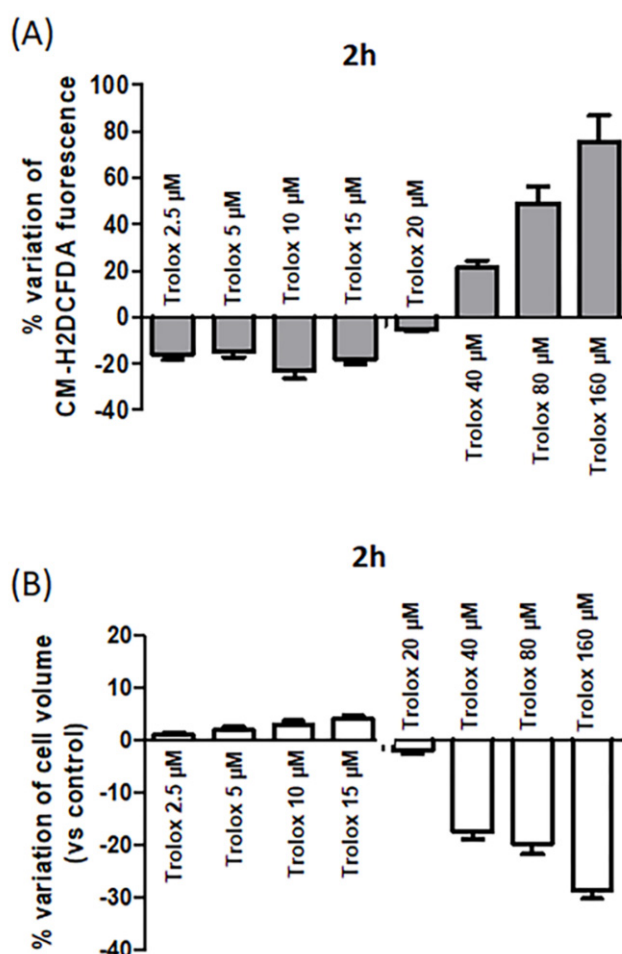 (A)
2h
% variation of
CM-H2DCFDA fuorescence
100
80
60
40
20
0
-20
-40
Trolox 2.5 µM
Trolox 5 µM
Trolox 10 µM
Trolox 15 µM
Trolox 20 µM
Trolox 40 µM
Trolox 80 µM
Trolox 160 µM
(B)
2h
% variation of cell volume
(vs control)
20
10
0
-10
-20
-30
-40
Trolox 2.5 µM
Trolox 5 µM
Trolox 10 µM
Trolox 15 µM
Trolox 20 µM
Trolox 40 µM
Trolox 80 µM
Trolox 160 µM